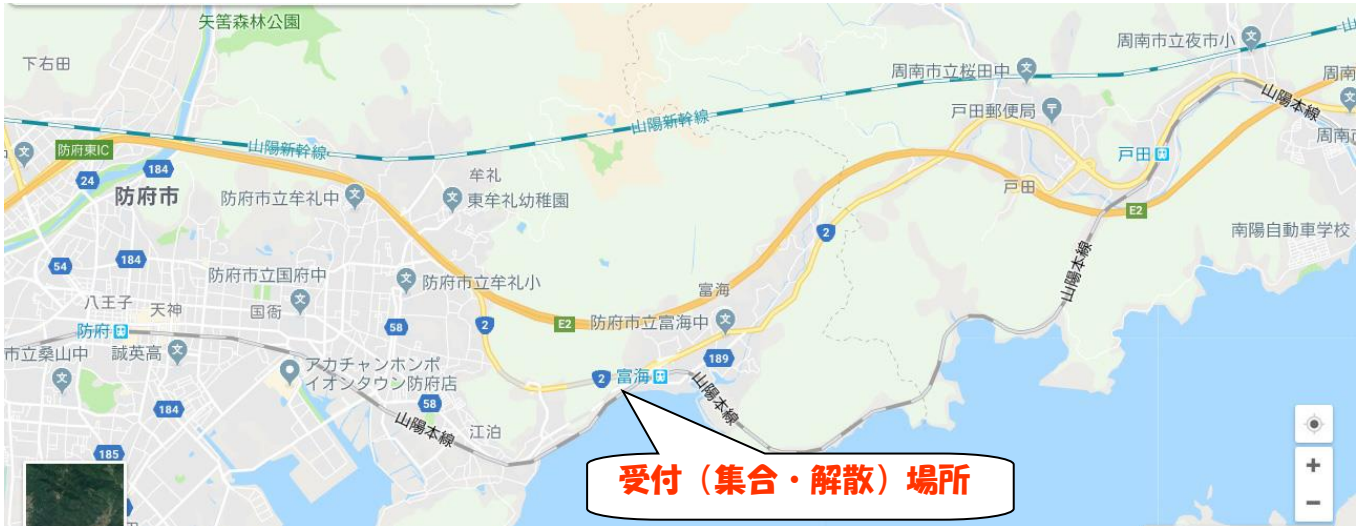 矢筈森林公園
周南市立夜市小
下右田
周南市立桜田中
周南
山陽新幹線
戸田郵便局
山陽本線
防府東IC
山陽新幹線
周南
戸田
184
24
牟礼
防府市
防府市立牟礼中
東牟礼幼稚園
戸田
E2
2
南陽自動車学校
54
184
防府市立国府中
防府市立牟礼小
山陽本線
富海
八王子
天神
国衙
58
2
E2
防府市立富海中
防府
市立桑山中
誠英高
アカチャンホンポ
イオンタウン防府店
189
2
富海
山陽本線
184
58
山陽本線
江泊
185
受付（集合・解散）場所
+
−